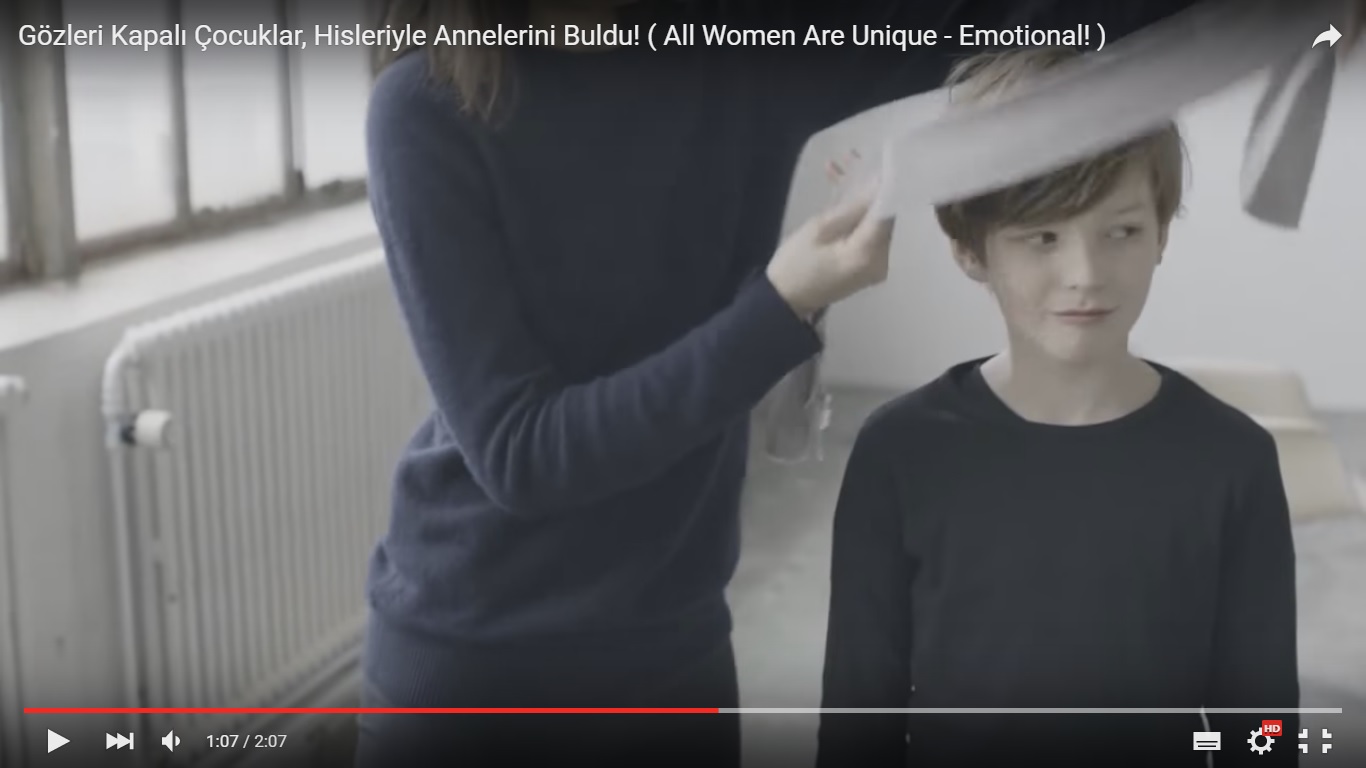 Gözleri Kapalı Çocuklar, Hisleriyle Annelerini Buldu! ( All Women Are Unique - Emotional! )
1:07 / 2:07
HD